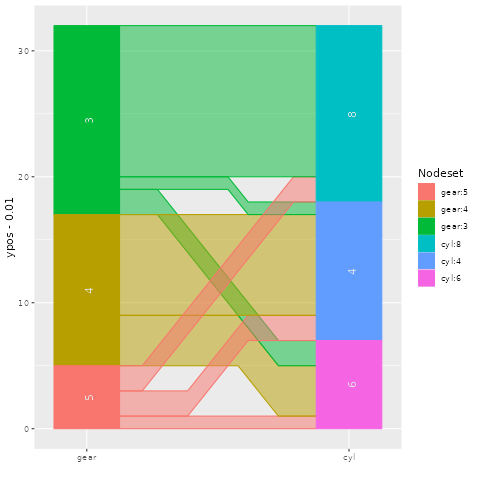 ypos - 0.01
30
20
10
0
3
4
5
8
4
6
gear
cyl
Nodeset
gear:5
gear:4
gear:3
cyl:8
cyl:4
cyl:6